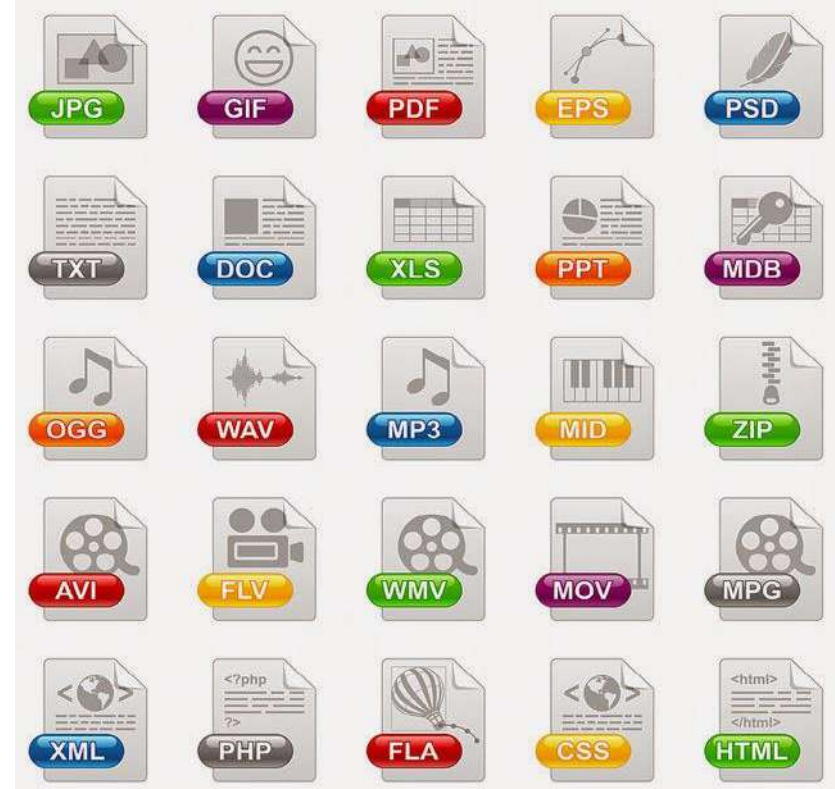 JPG
GIF
PDF
EPS
PSD
TXT
DOC
XLS
PPT
MDB
OGG
WAV
MP3
MID
ZIP
AVI
FLV
WMV
MOV
MPG
< >
XML
<?php
?>
PHP
FLA
< >
CSS
<html>
</html>
HTML